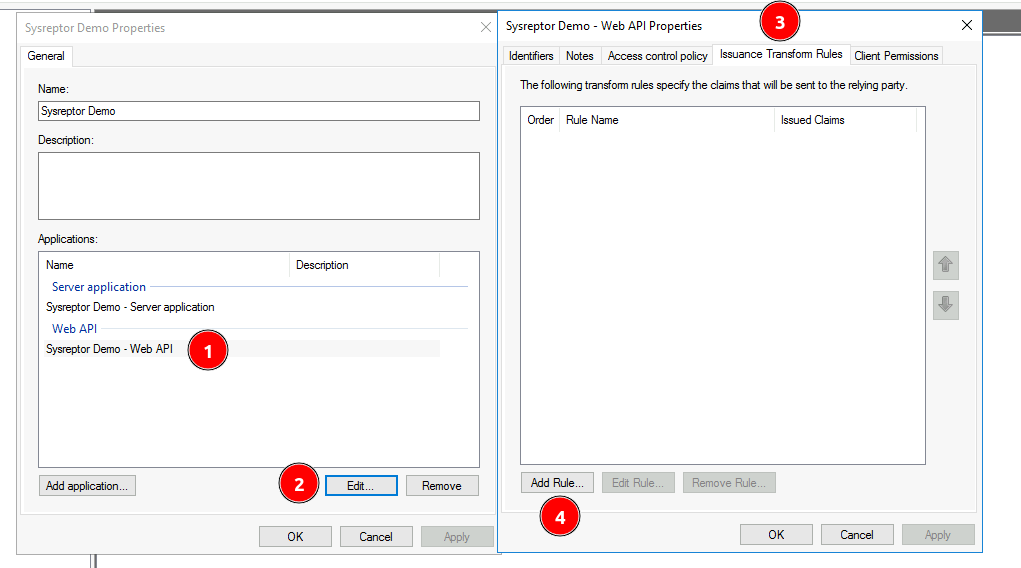 Sysreptor Demo Properties
General
Name:
Sysreptor Demo
Description:
Applications:
Name Description
Server application
Sysreptor Demo - Server application
Web API
Sysreptor Demo - Web API
1
Add application...
2
Edit...
Remove
OK Cancel Apply
Sysreptor Demo - Web API Properties
3
Identifiers Notes Access control policy Issuance Transform Rules Client Permissions
The following transform rules specify the claims that will be sent to the relying party.
Order Rule Name Issued Claims
Add Rule... Edit Rule... Remove Rule...
4
OK Cancel Apply